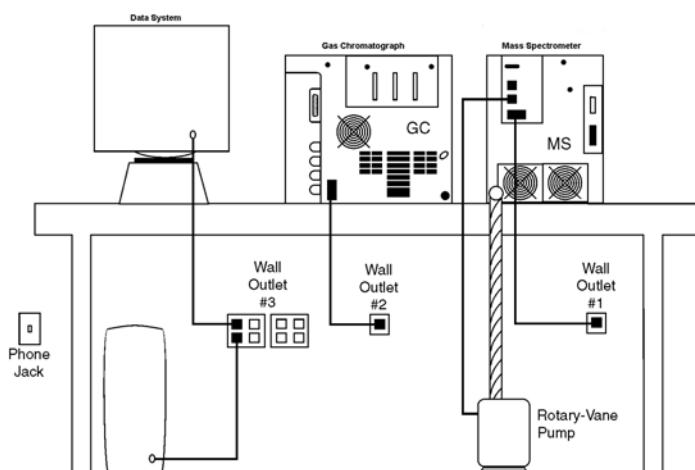 Data System
Gas Chromatograph
Mass Spectrometer
GC
MS
Wall
Outlet
#3
Wall
Outlet
#2
Wall
Outlet
#1
Phone
Jack
Rotary-Vane
Pump